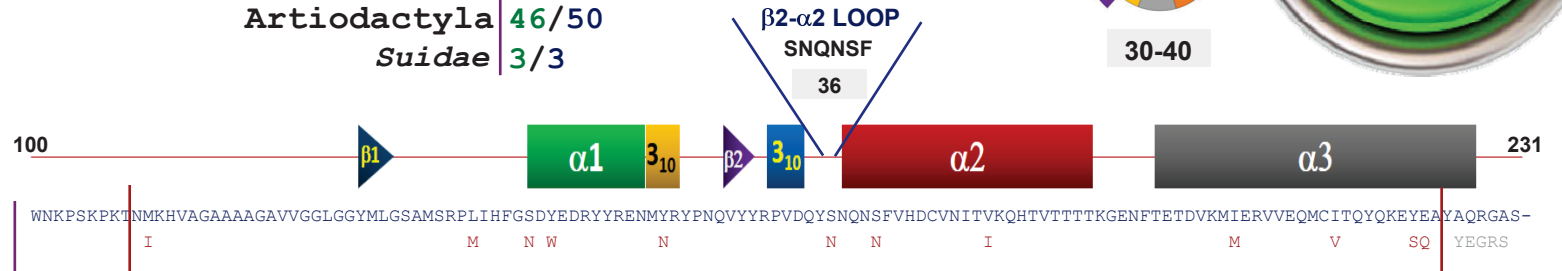 Artiodactyla 46/50
Suidae 3/3
β2-α2 LOOP
SNQNSF
36
30-40
100
β1
α1
3₁₀
β2
3₁₀
α2
α3
231
WNKPSKPKTNMKHVAGAAAAGAVVGGLGGYMLGSAMSRPLIHFGSDYEDRYYRENMYRYPNQVYYRPVDQYSNQNSFVHDCVNITVKQHTVTTTTKGENFTETDVKMIERVVEQMCITQYQKEYEAYAQRGAS-
I M N W N N N I M V SQ YEGRS